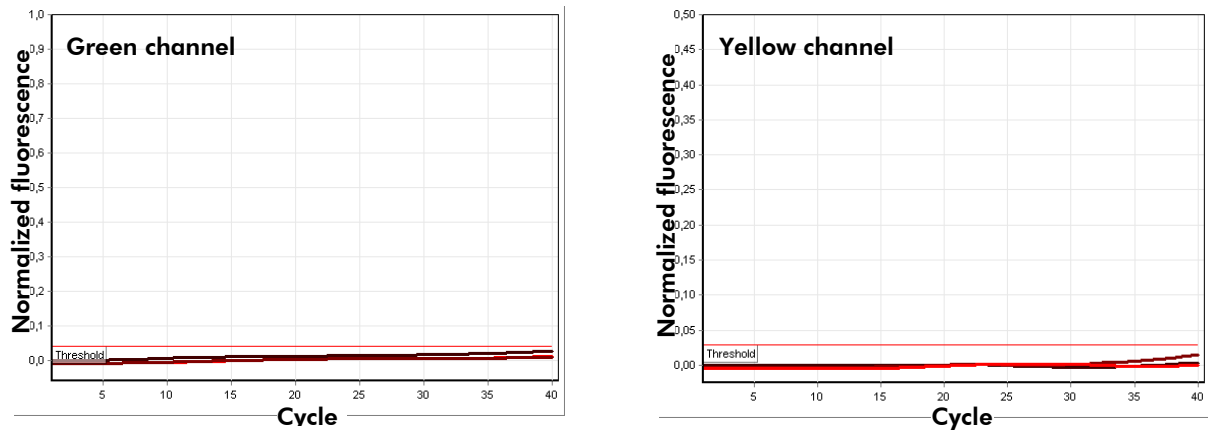 Green channel
Normalized fluorescence
1,0
0,9
0,8
0,7
0,6
0,5
0,4
0,3
0,2
0,1
0,0
Threshold
5 10 15 20 25 30 35 40
Cycle
Yellow channel
Normalized fluorescence
0,50
0,45
0,40
0,35
0,30
0,25
0,20
0,15
0,10
0,05
0,00
Threshold
5 10 15 20 25 30 35 40
Cycle